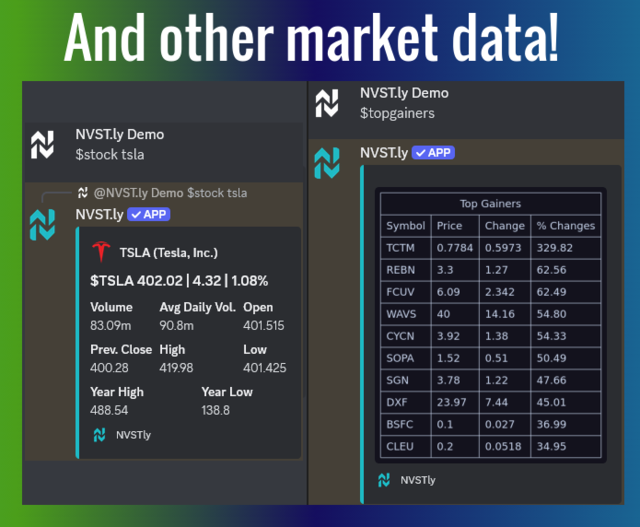 And other market data!
NVST.ly Demo
$stock tsla
@NVST.ly Demo $stock tsla
NVST.ly ✓ APP
TSLA (Tesla, Inc.)
$TSLA 402.02 | 4.32 | 1.08%
Volume Avg Daily Vol. Open
83.09m 90.8m 401.515
Prev. Close High Low
400.28 419.98 401.425
Year High Year Low
488.54 138.8
NVSTly
NVST.ly Demo
$topgainers
NVST.ly ✓ APP
Top Gainers
Symbol Price Change % Changes
TCTM 0.7784 0.5973 329.82
REBN 3.3 1.27 62.56
FCUV 6.09 2.342 62.49
WAVS 40 14.16 54.80
CYCN 3.92 1.38 54.33
SOPA 1.52 0.51 50.49
SGN 3.78 1.22 47.66
DXF 23.97 7.44 45.01
BSFC 0.1 0.027 36.99
CLEU 0.2 0.0518 34.95
NVSTly